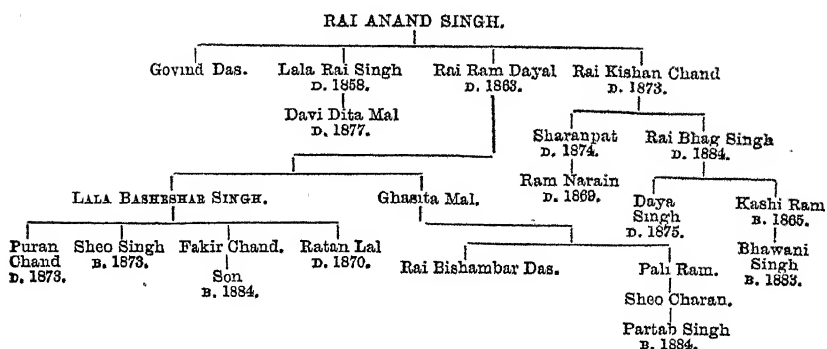 RAI ANAND SINGH.
Govind Das. Lala Rai Singh Rai Ram Dayal Rai Kishan Chand
D. 1858. D. 1863. D. 1873.
Davi Dita Mal
D. 1877.
Sharanpat Rai Bhag Singh
D. 1874. D. 1884.
Ram Narain
D. 1869.
LALA BASHESHAR SINGH. Ghasita Mal.
Daya Kashi Ram
Singh B. 1865.
D. 1875.
Puran Sheo Singh Fakir Chand. Ratan Lal
Chand B. 1873. D. 1870.
D. 1873.
Son
B. 1884.
Rai Bishambar Das. Pali Ram.
Bhawani
Singh
B. 1883.
Sheo Charan.
Partab Singh
B. 1884.